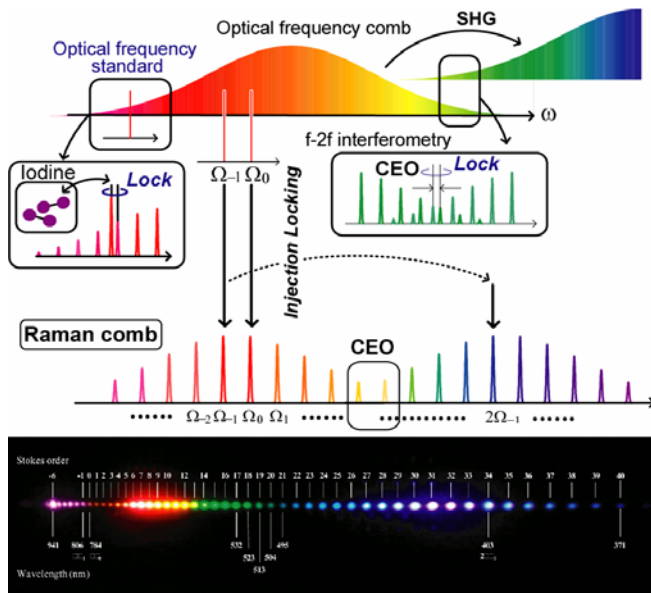 Optical frequency comb
SHG
Optical frequency
standard
ω
f-2f interferometry
Ω₋₁ Ω₀
CEO
Lock
Iodine
Lock
Injection Locking
Raman comb
CEO
Ω₋₂ Ω₋₁ Ω₀ Ω₁
2Ω₋₁
Stokes order
-6 -1 0 1 2 3 4 5 6 7 8 9 10 12 14 16 17 18 19 20 21 22 23 24 25 26 27 28 29 30 31 32 33 34 35 36 37 38 39 40
941 806 784 532 523 513 504 495 403 371
Wavelength (nm)